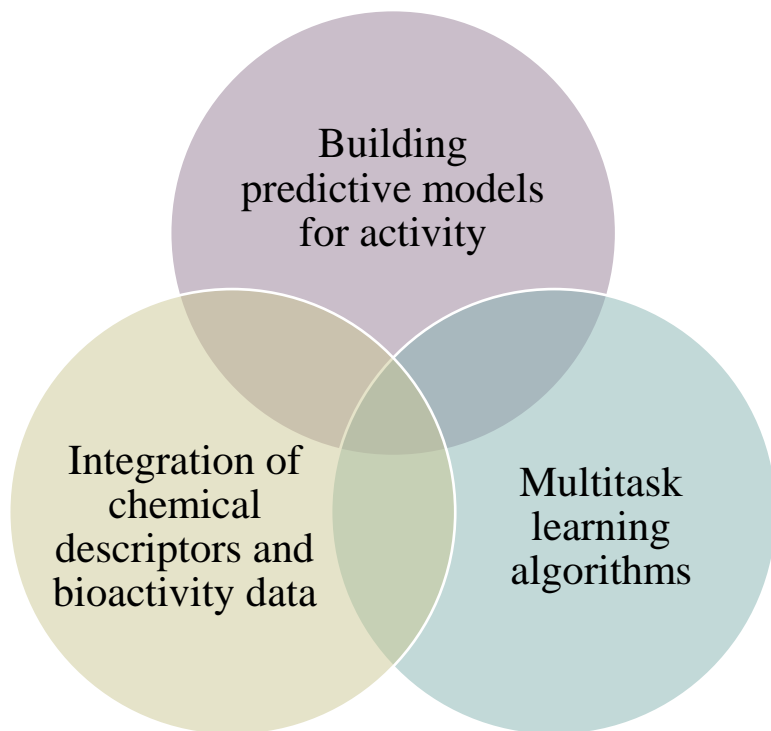 Building
predictive models
for activity
Integration of
chemical
descriptors and
bioactivity data
Multitask
learning
algorithms